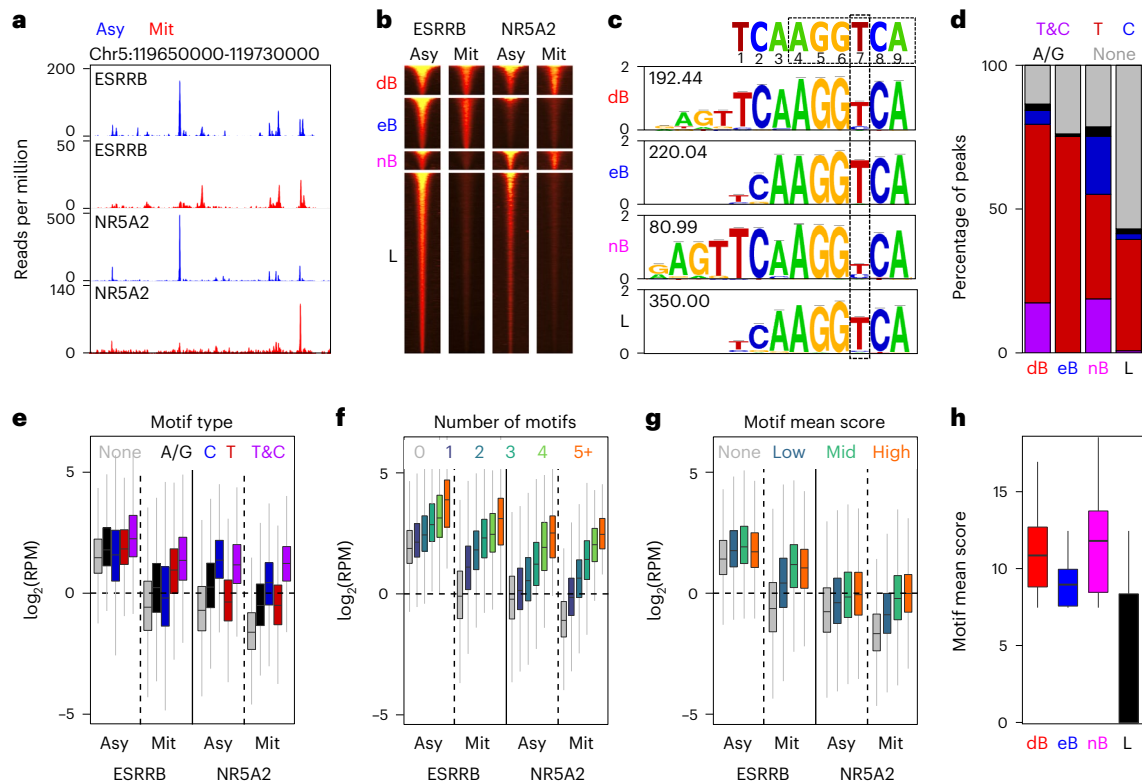 a
Asy Mit
Chr5:119650000-119730000
Reads per million
200
ESRRB
0
50
ESRRB
0
500
NR5A2
0
140
NR5A2
0
b
ESRRB NR5A2
Asy Mit Asy Mit
dB
eB
nB
L
c
TCAAGGTCA
1 2 3 4 5 6 7 8 9
2
192.44
dB
0
AGTTCAAGGTCA
2
220.04
eB
0
TCAAGGTCA
2
80.99
nB
0
GAGTTCAAGGTCA
2
350.00
L
0
TCAAGGTCA
d
T&C T C
A/G None
Percentage of peaks
100
50
0
dB eB nB L
e
Motif type
None A/G C T T&C
log2(RPM)
5
0
−5
Asy Mit Asy Mit
ESRRB NR5A2
f
Number of motifs
0 1 2 3 4 5+
log2(RPM)
5
0
−5
Asy Mit Asy Mit
ESRRB NR5A2
g
Motif mean score
None Low Mid High
log2(RPM)
5
0
−5
Asy Mit Asy Mit
ESRRB NR5A2
h
Motif mean score
15
10
5
0
dB eB nB L